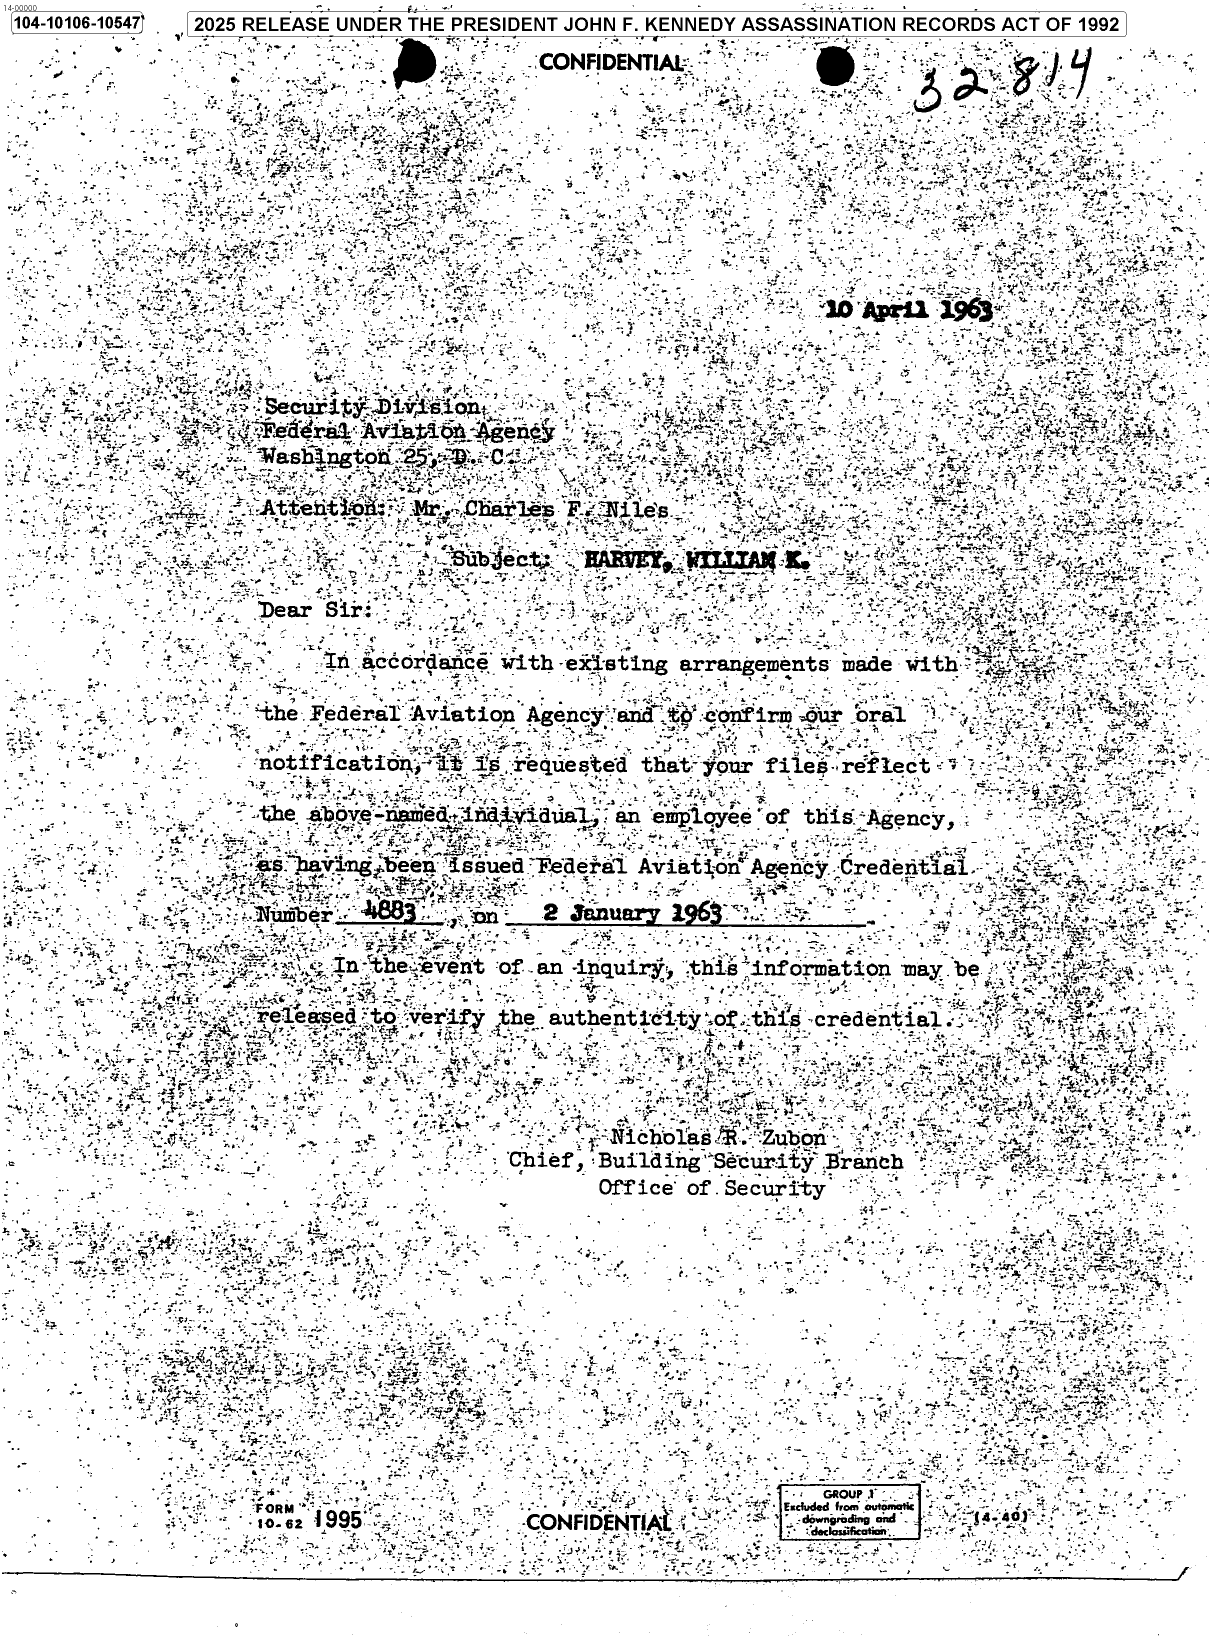 14-00000
104-10106-10547
2025 RELEASE UNDER THE PRESIDENT JOHN F. KENNEDY ASSASSINATION RECORDS ACT OF 1992
CONFIDENTIAL
32814
10 April 1963
Security Division
Federal Aviation Agency
Washington 25, D. C.
Attention: Mr. Charles F. Niles
Subject: HARVEY, WILLIAM K.
Dear Sir:
In accordance with existing arrangements made with
the Federal Aviation Agency and to confirm our oral
notification, it is requested that your files reflect
the above-named individual, an employee of this Agency,
as having been issued Federal Aviation Agency Credential
Number 4883, on 2 January 1963.
In the event of an inquiry, this information may be
released to verify the authenticity of this credential.
Nicholas R. Zubon
Chief, Building Security Branch
Office of Security
FORM
10-62 1995
CONFIDENTIAL
GROUP 1
Excluded from automatic
downgrading and
declassification
(4-40)